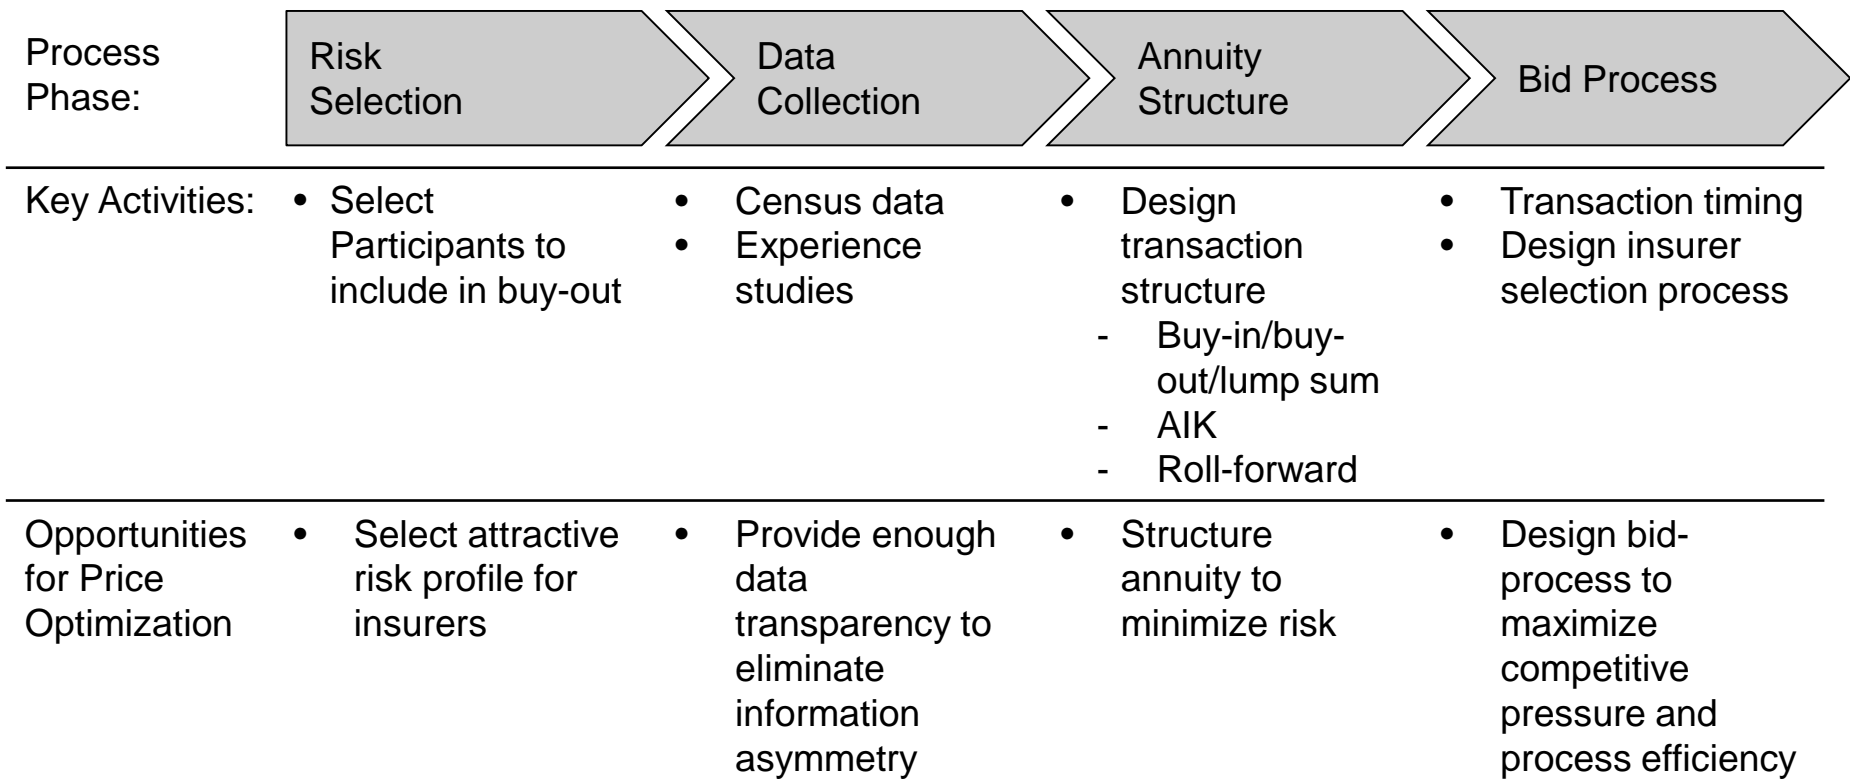 Process
Phase:
Risk
Selection
Data
Collection
Annuity
Structure
Bid Process
Key Activities:
• Select
Participants to
include in buy-out
• Census data
• Experience
studies
• Design
transaction
structure
- Buy-in/buy-
out/lump sum
- AIK
- Roll-forward
• Transaction timing
• Design insurer
selection process
Opportunities
for Price
Optimization
• Select attractive
risk profile for
insurers
• Provide enough
data
transparency to
eliminate
information
asymmetry
• Structure
annuity to
minimize risk
• Design bid-
process to
maximize
competitive
pressure and
process efficiency